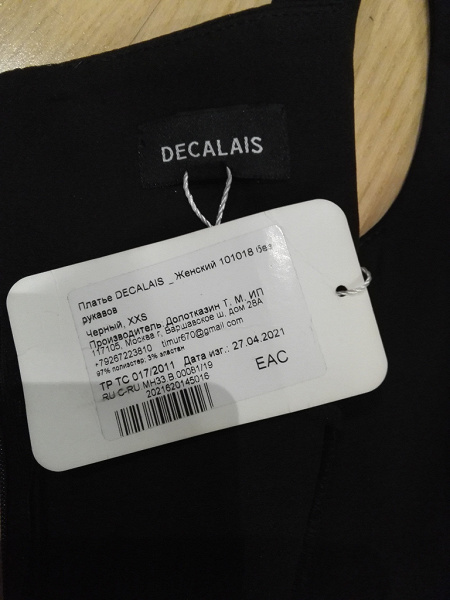 DECALAIS
Платье DECALAIS _ Женский 101018 без
рукавов
Черный, XXS
Производитель Долотказин Т. М. ИП
117105, Москва г, Варшавское ш, дом 28А
+79267223810 timur670@gmail.com
97% полиэстер, 3% эластан
ТР ТС 017/2011 Дата изг.: 27.04.2021
RU C-RU.МН33.В.00081/19
EAC
2021620145016